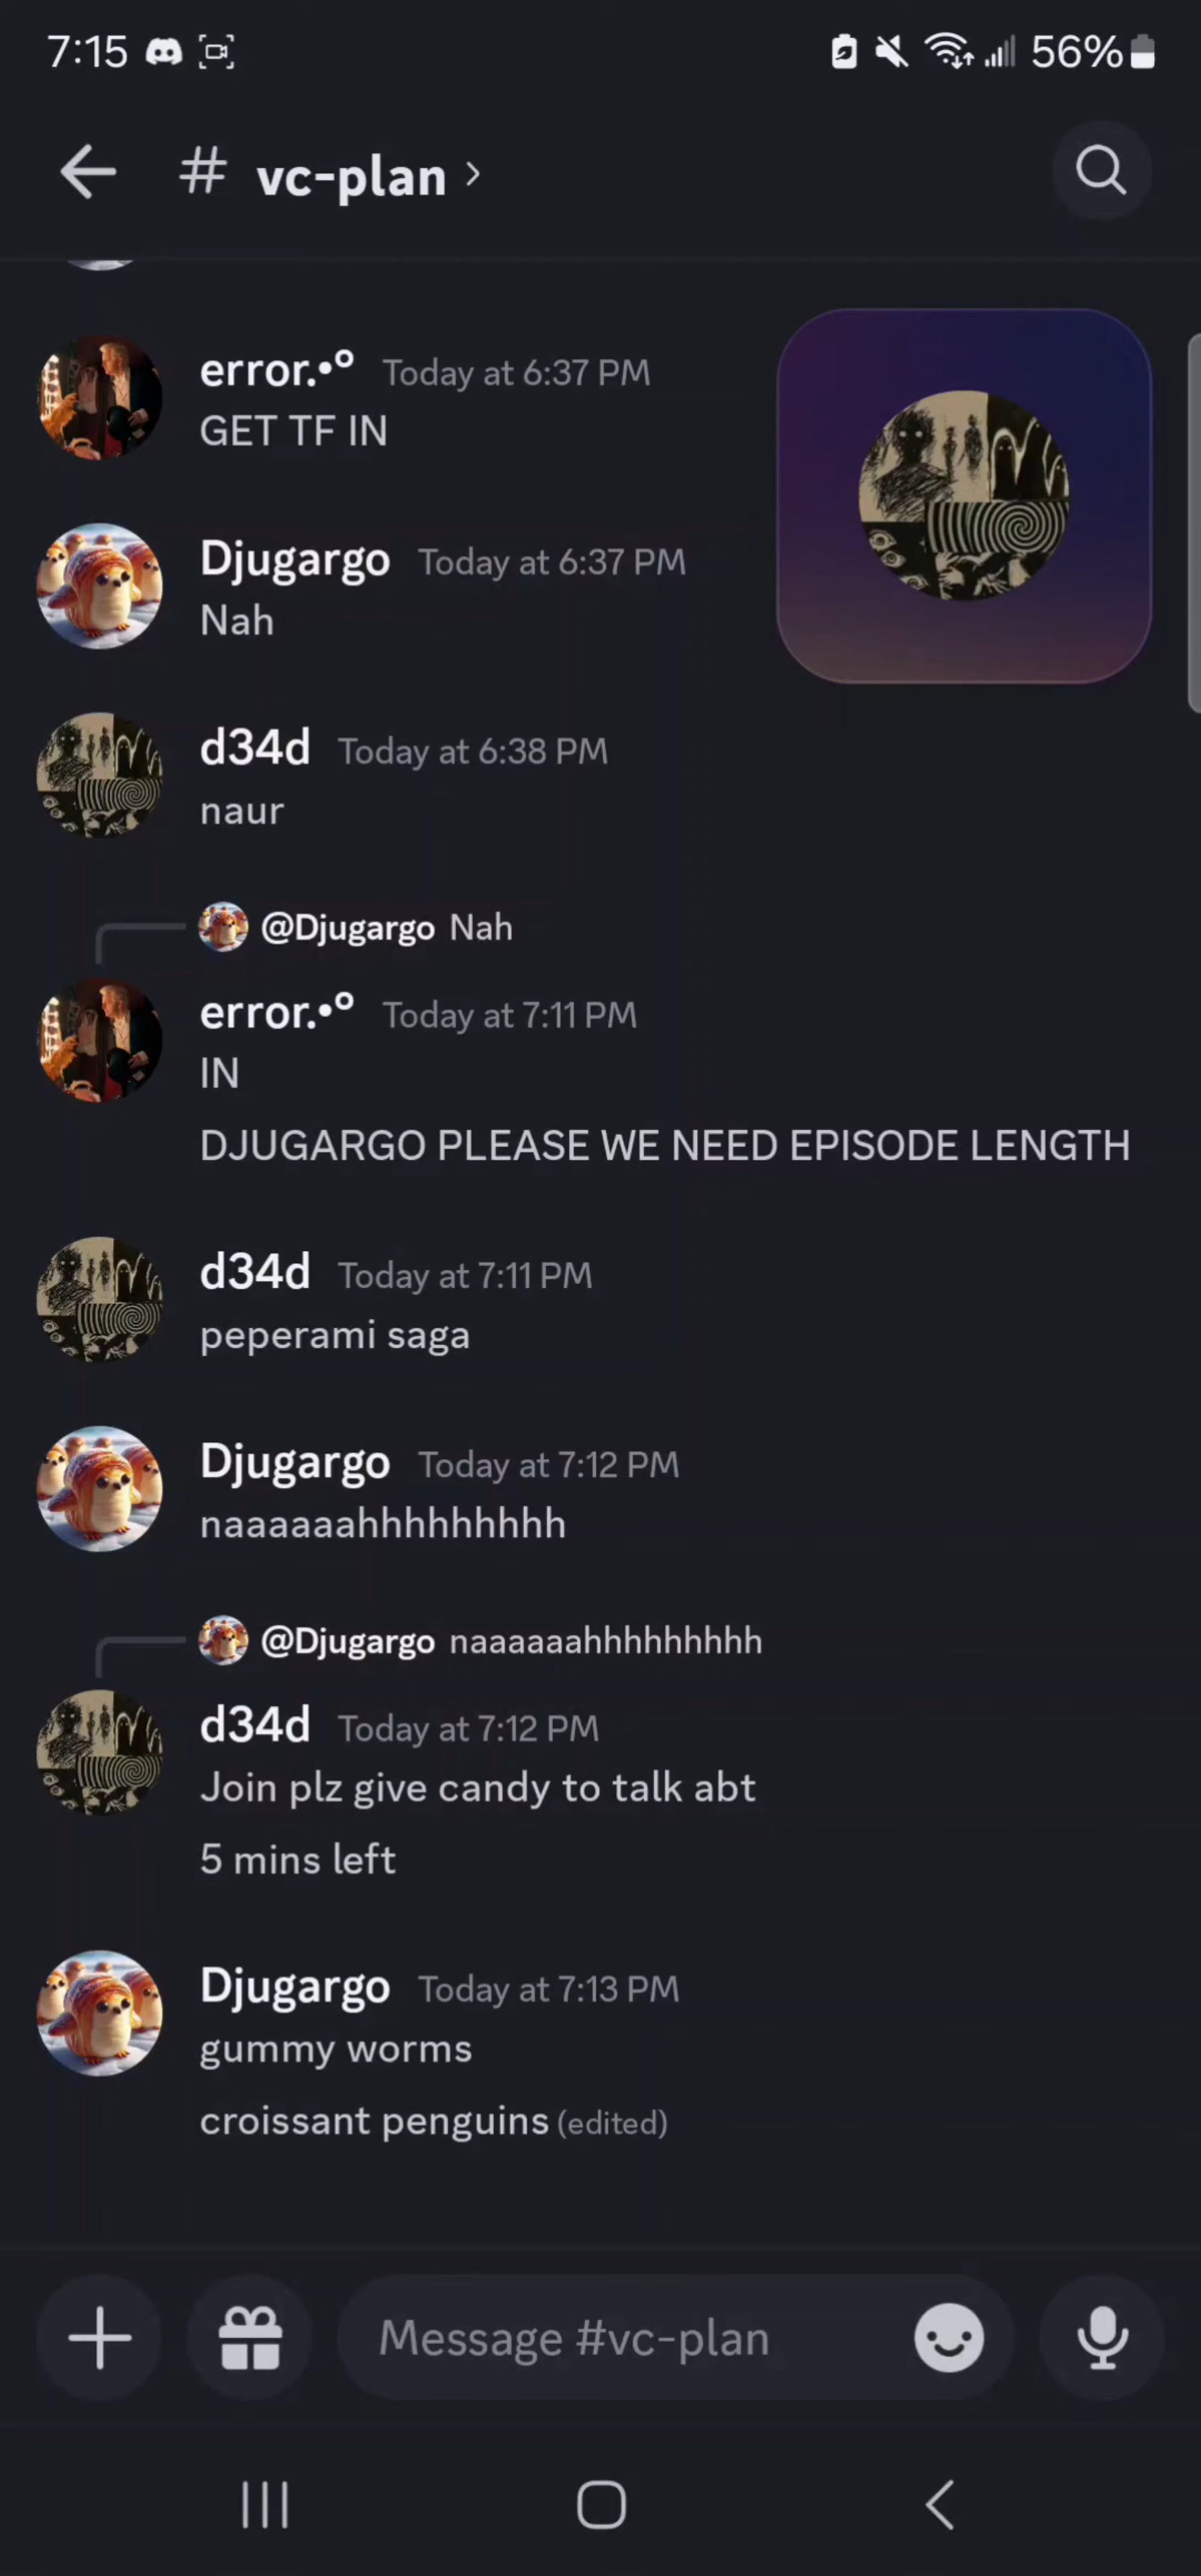 7:15 56%
# vc-plan
error.•° Today at 6:37 PM
GET TF IN
Djugargo Today at 6:37 PM
Nah
d34d Today at 6:38 PM
naur
@Djugargo Nah
error.•° Today at 7:11 PM
IN
DJUGARGO PLEASE WE NEED EPISODE LENGTH
d34d Today at 7:11 PM
peperami saga
Djugargo Today at 7:12 PM
naaaaaahhhhhhhhhh
@Djugargo naaaaaahhhhhhhhhh
d34d Today at 7:12 PM
Join plz give candy to talk abt
5 mins left
Djugargo Today at 7:13 PM
gummy worms
croissant penguins (edited)
Message #vc-plan